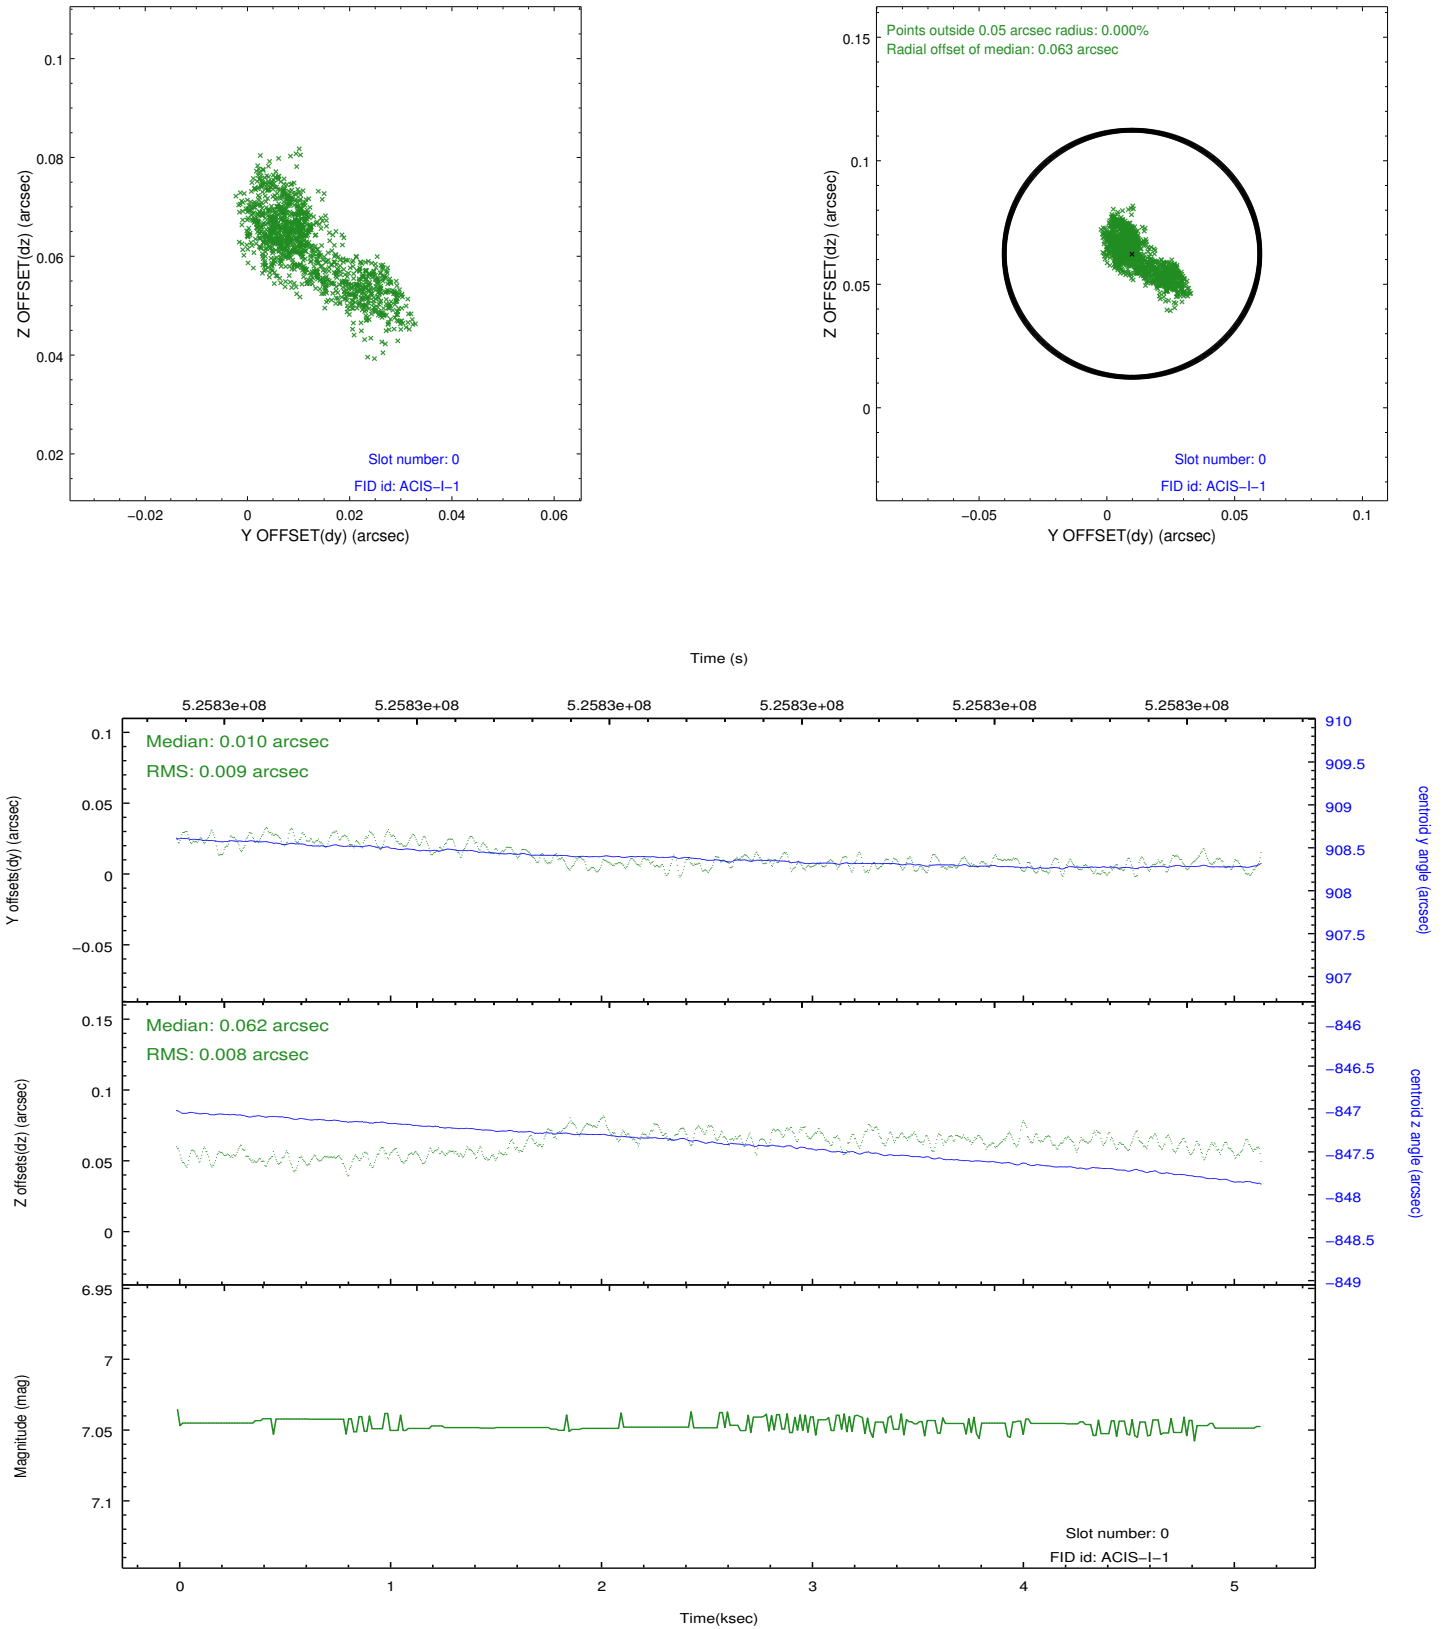 0.1
0.08
0.06
0.04
0.02
Z OFFSET(dz) (arcsec)
Slot number: 0
FID id: ACIS−I−1
−0.02 0 0.02 0.04 0.06
Y OFFSET(dy) (arcsec)
Points outside 0.05 arcsec radius: 0.000%
Radial offset of median: 0.063 arcsec
0.15
0.1
0.05
0
Z OFFSET(dz) (arcsec)
Slot number: 0
FID id: ACIS−I−1
−0.05 0 0.05 0.1
Y OFFSET(dy) (arcsec)
Time (s)
5.2583e+08 5.2583e+08 5.2583e+08 5.2583e+08 5.2583e+08 5.2583e+08
Median: 0.010 arcsec
RMS: 0.009 arcsec
0.1
0.05
0
−0.05
Y offsets(dy) (arcsec)
910
909.5
909
908.5
908
907.5
907
centroid y angle (arcsec)
Median: 0.062 arcsec
RMS: 0.008 arcsec
0.15
0.1
0.05
0
Z offsets(dz) (arcsec)
−846
−846.5
−847
−847.5
−848
−848.5
−849
centroid z angle (arcsec)
6.95
7
7.05
7.1
Magnitude (mag)
Slot number: 0
FID id: ACIS−I−1
0 1 2 3 4 5
Time(ksec)